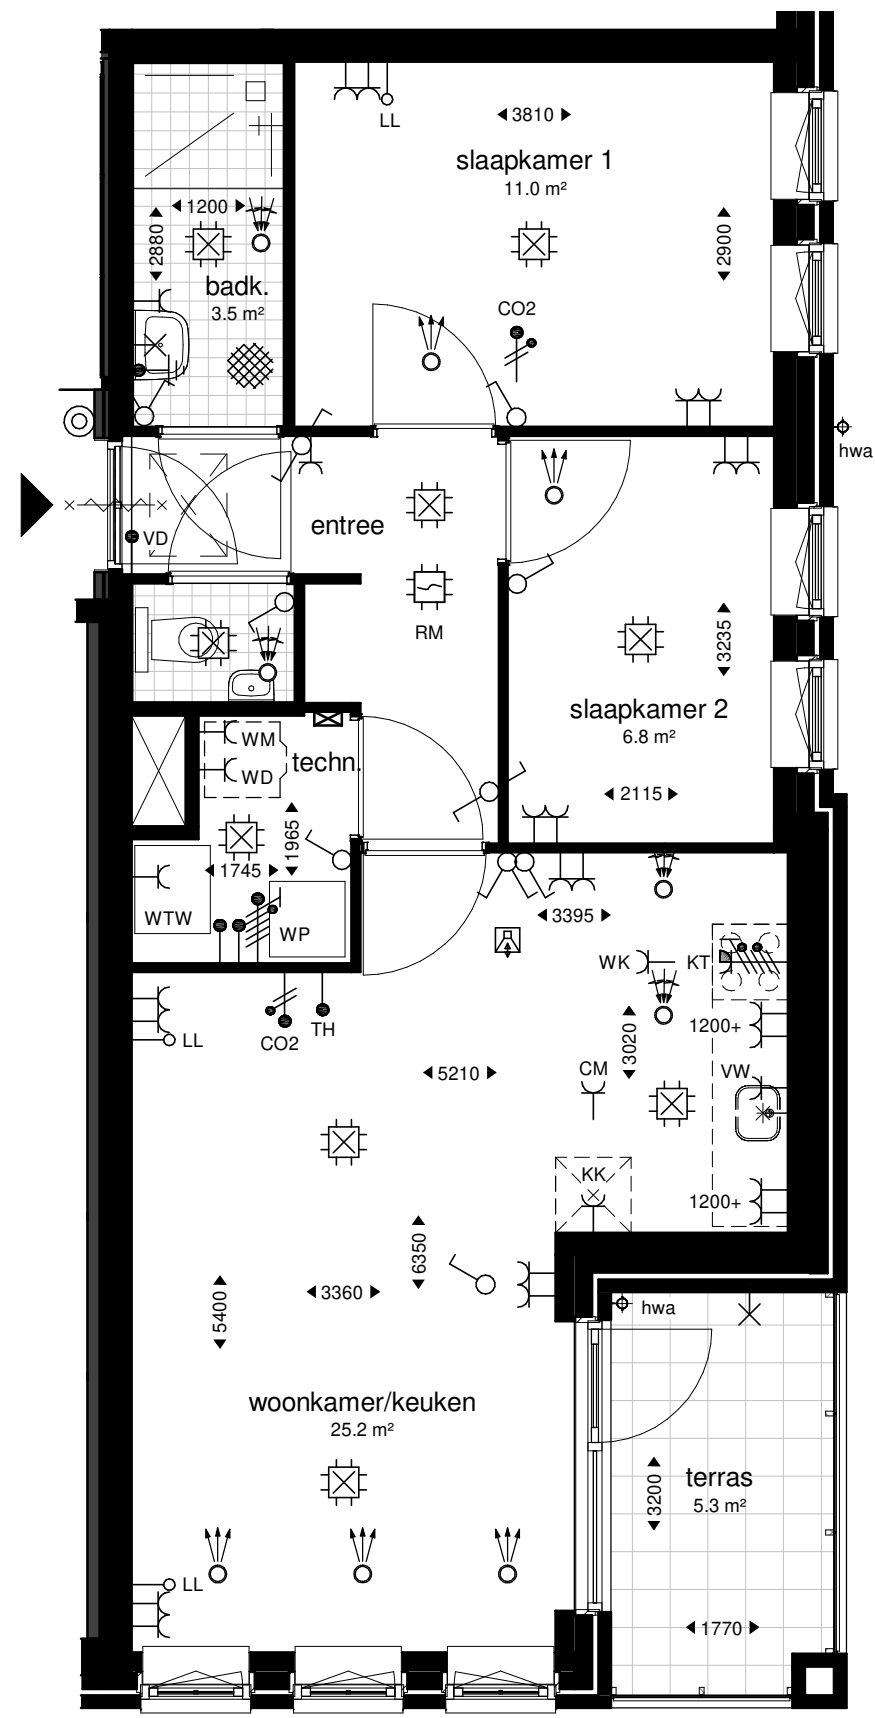 LL
3810
slaapkamer 1
11.0 m²
1200
2880
2900
badk.
3.5 m²
CO2
hwa
entree
VD
RM
3235
slaapkamer 2
6.8 m²
WM
techn.
WD
2115
1965
1745
WTW
WP
3395
WK
KT
1200+
LL
CO2
TH
3020
5210
CM
VW
KK
1200+
6350
5400
3360
hwa
woonkamer/keuken
25.2 m²
terras
5.3 m²
3200
LL
1770